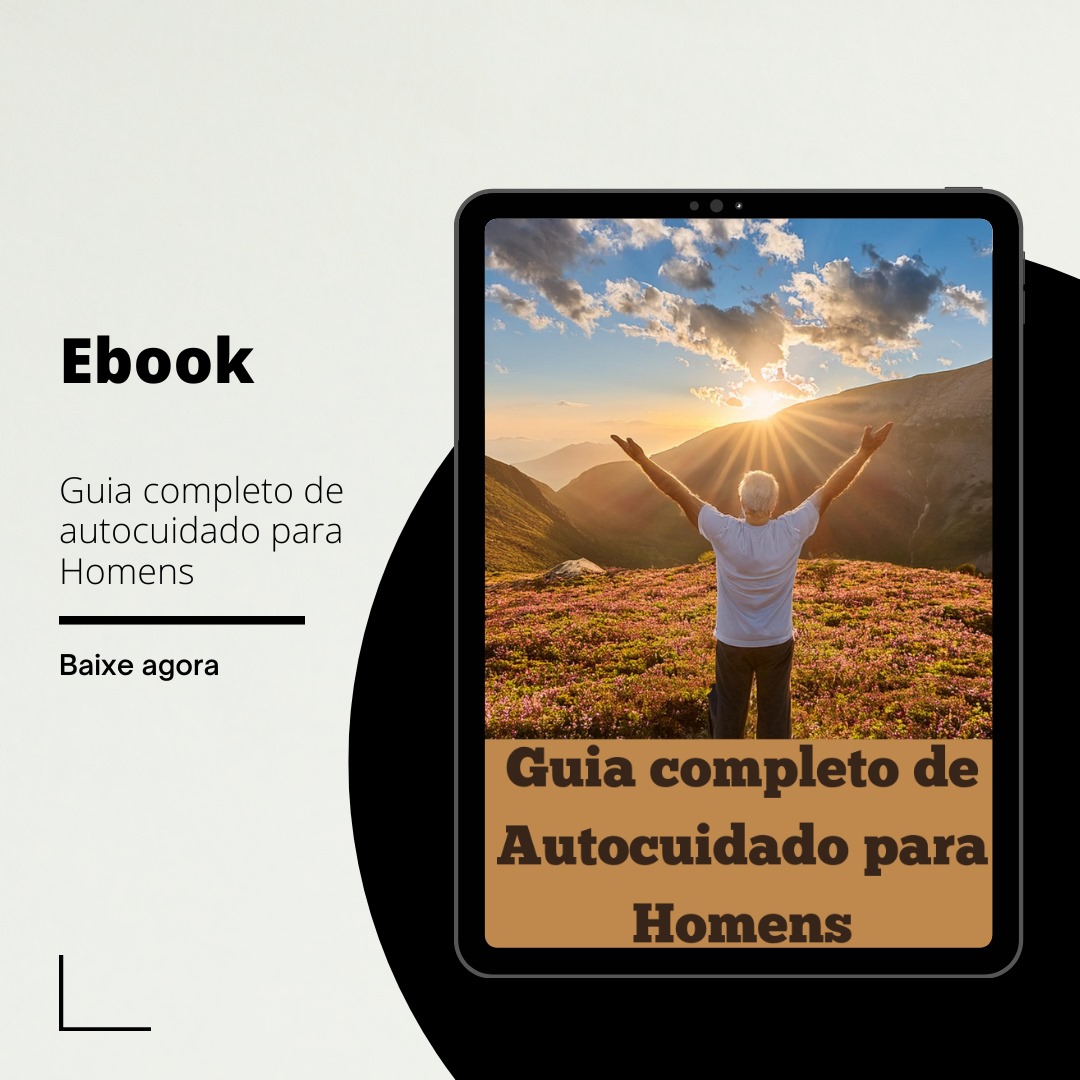 Ebook
Guia completo de
autocuidado para
Homens
Baixe agora
Guia completo de
Autocuidado para
Homens